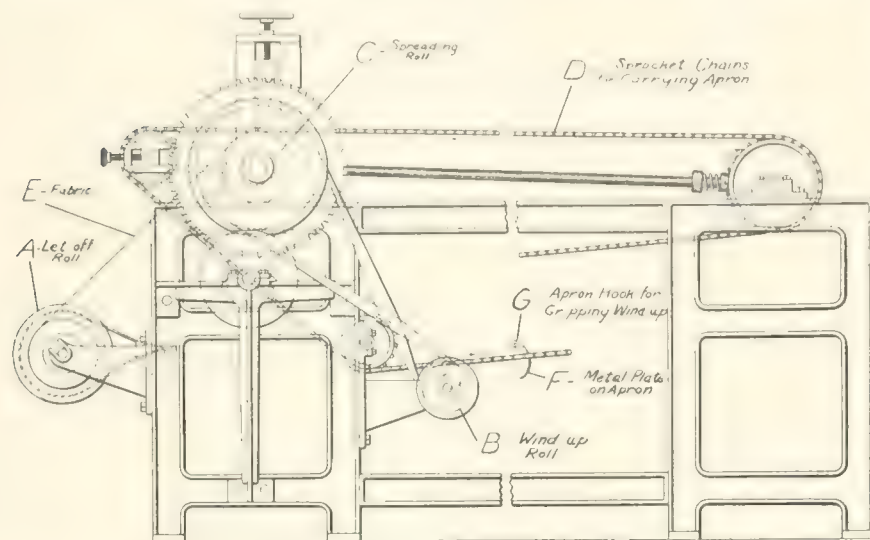 C - Spreading
Roll
D Sprocket Chains
to Carrying Apron
E - Fabric
A - Let off
Roll
G Apron Hook for
Gripping Wind up
F - Metal Plate
on Apron
B Wind up
Roll